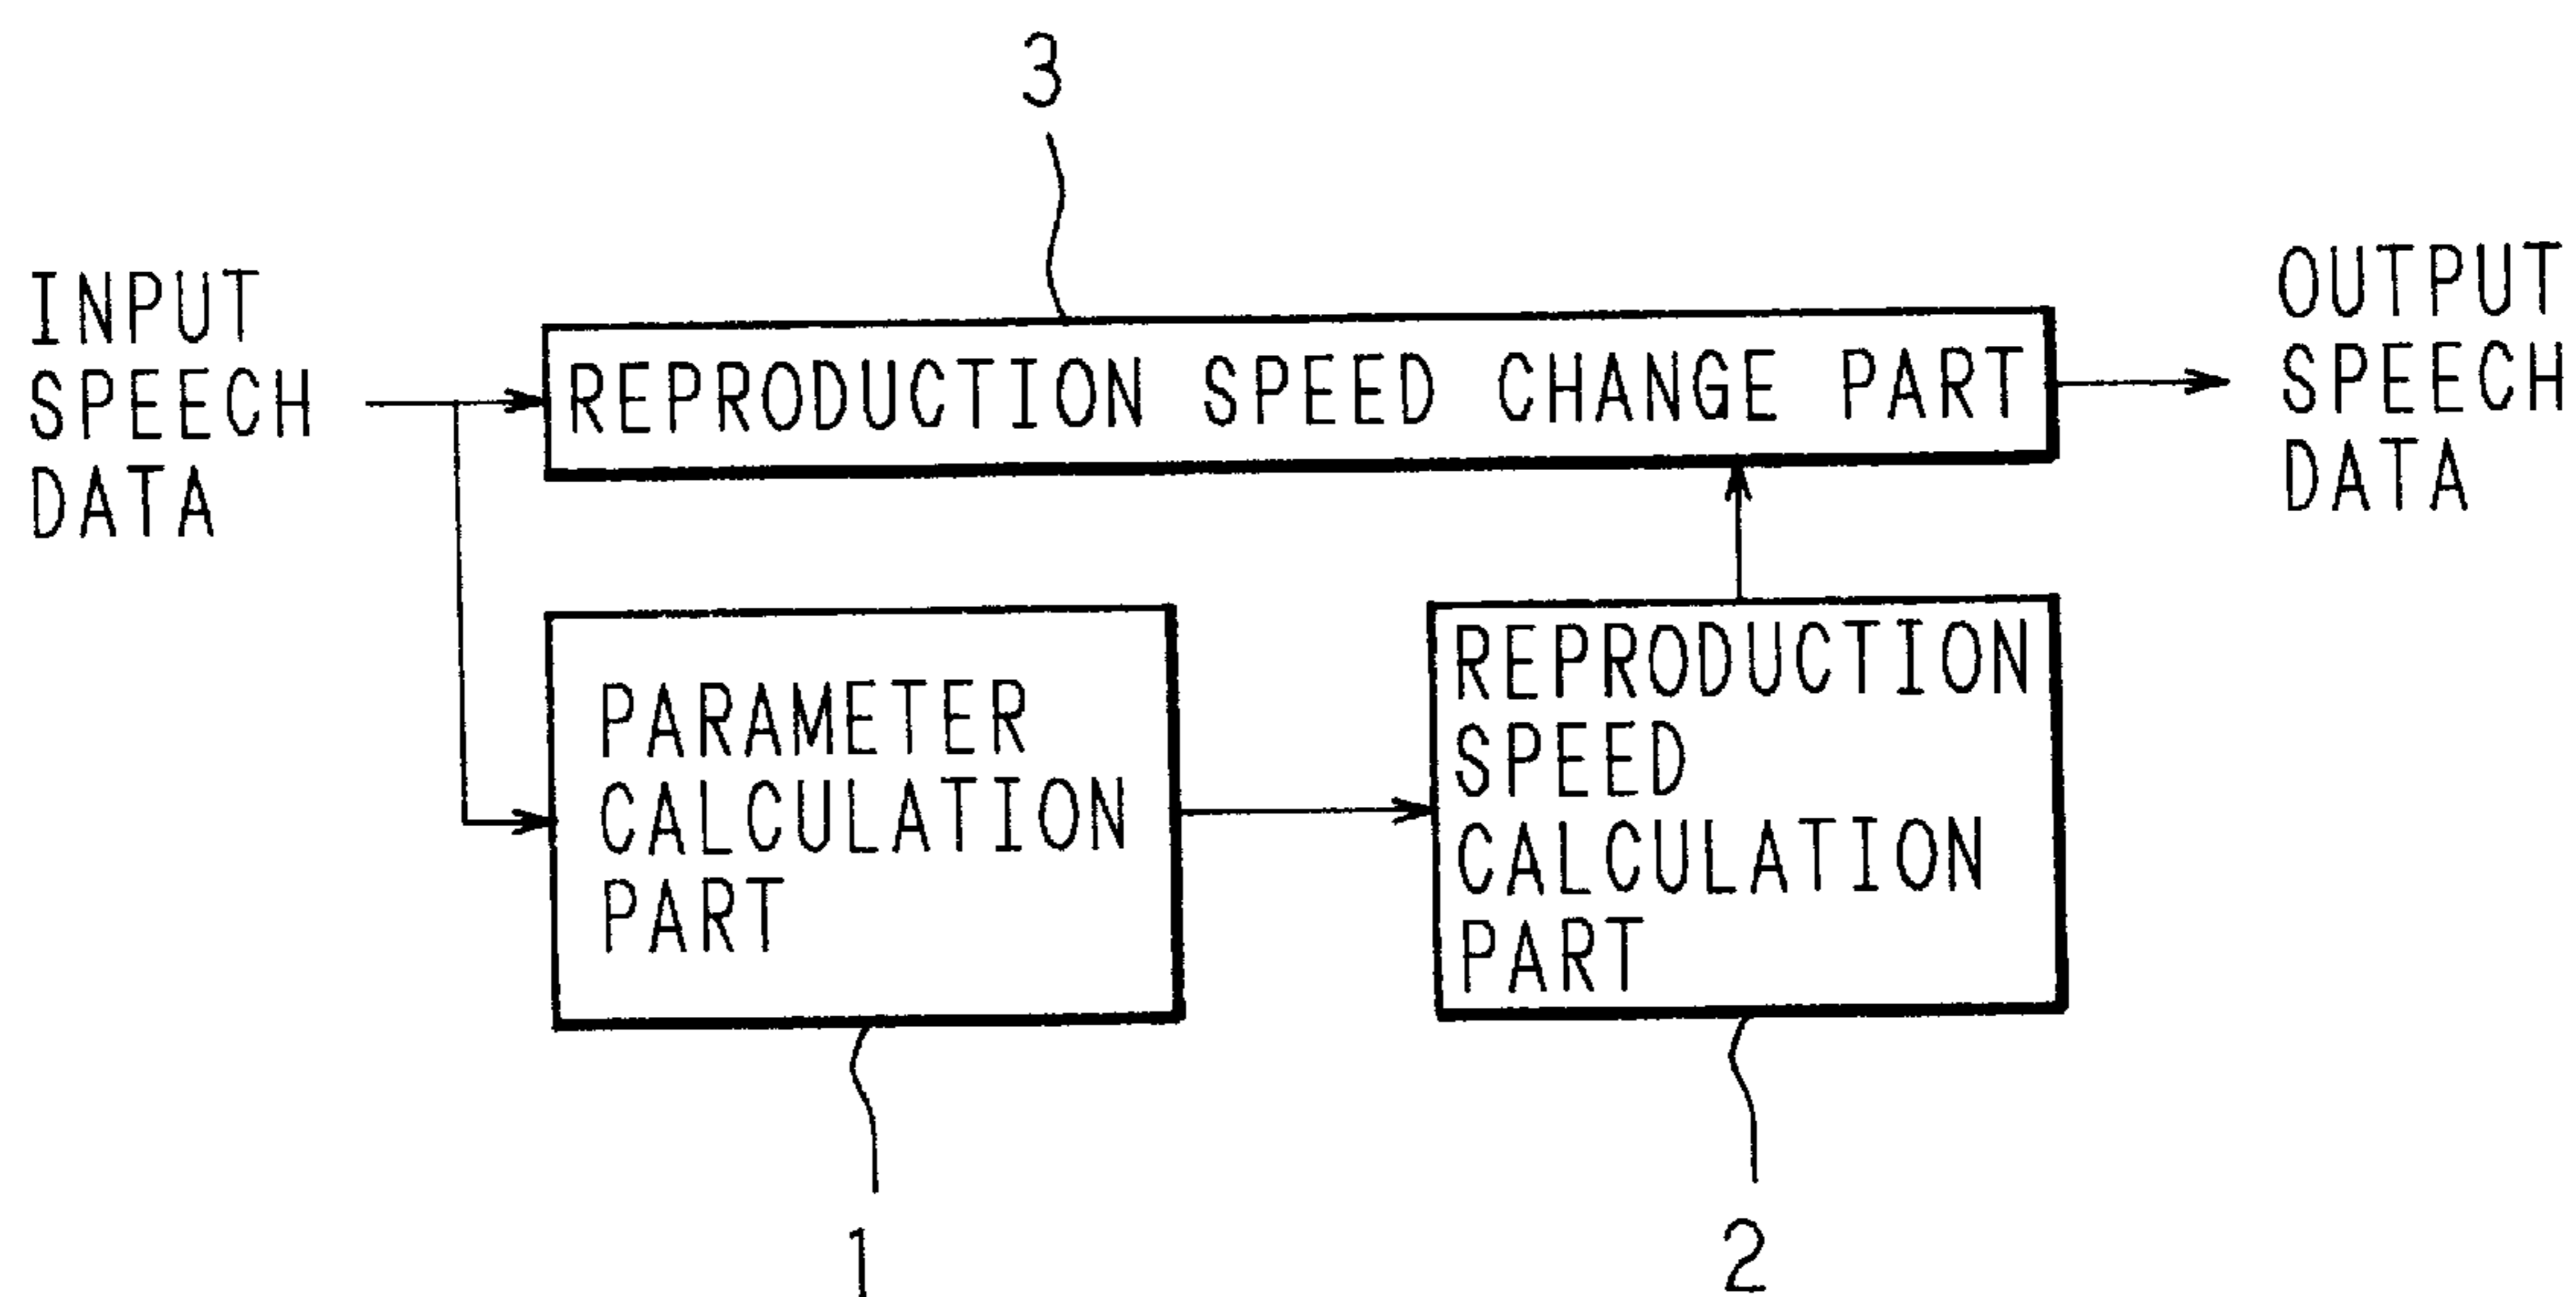 3
INPUT
SPEECH
DATA
REPRODUCTION SPEED CHANGE PART
OUTPUT
SPEECH
DATA
PARAMETER
CALCULATION
PART
REPRODUCTION
SPEED
CALCULATION
PART
1
2